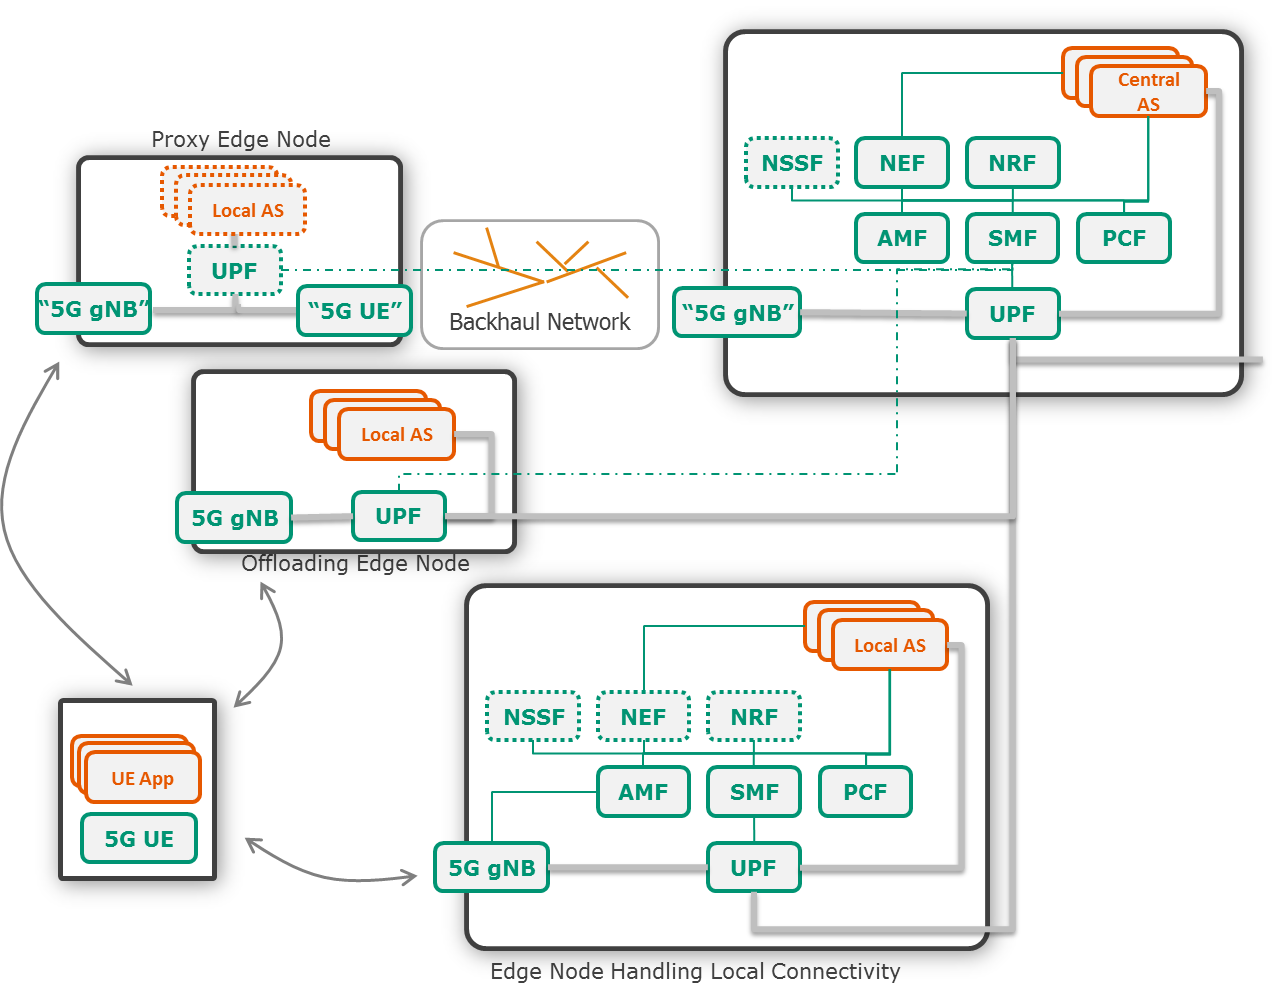 Proxy Edge Node
Local AS
UPF
“5G gNB”
“5G UE”
Backhaul Network
Central
AS
NSSF
NEF
NRF
AMF
SMF
PCF
“5G gNB”
UPF
Local AS
5G gNB
UPF
Offloading Edge Node
Local AS
NSSF
NEF
NRF
AMF
SMF
PCF
5G gNB
UPF
Edge Node Handling Local Connectivity
UE App
5G UE